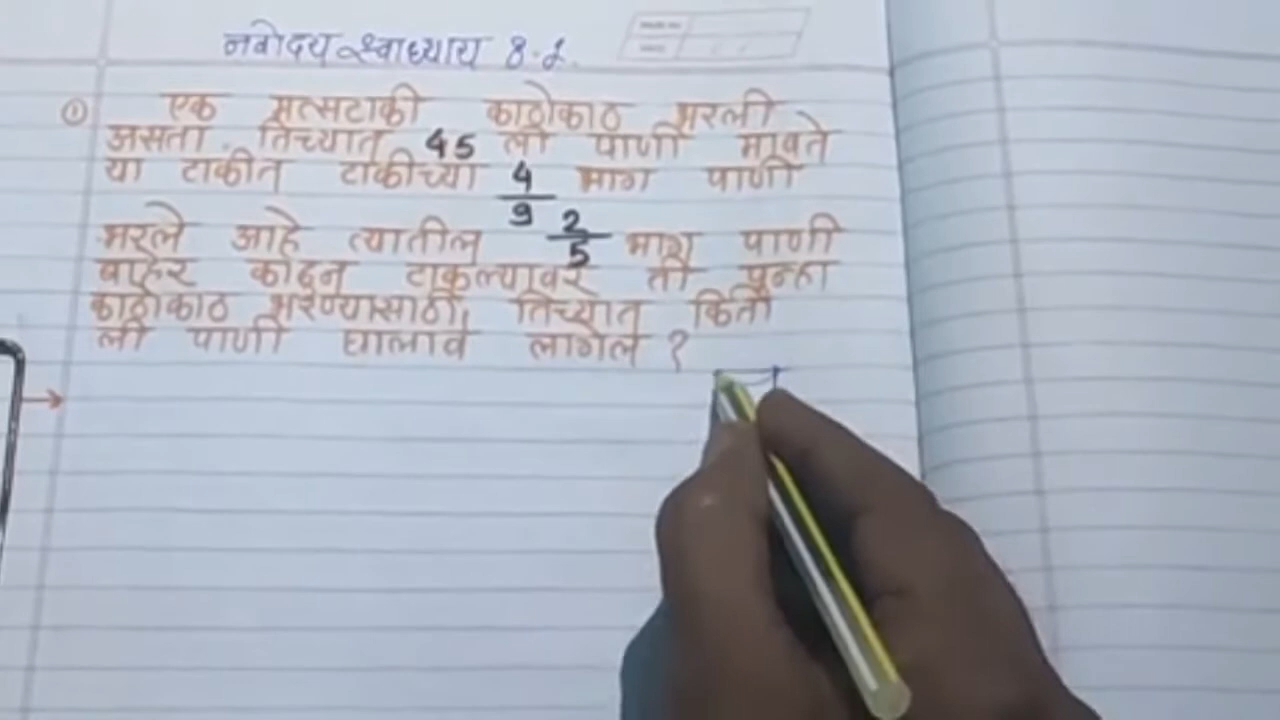 नवोदय स्वाध्याय 8.1.
① एक मत्सटाकी काठोकाठ भरली
असता. तिच्यात 45 ली पाणी मावते
या टाकीत टाकीच्या 4/9 भाग पाणी
भरले आहे त्यातील 2/5 भाग पाणी
बाहेर काढून टाकल्यावर ती पुन्हा
काठोकाठ भरण्यासाठी, तिच्यात किती
ली पाणी घालावे लागेल ?